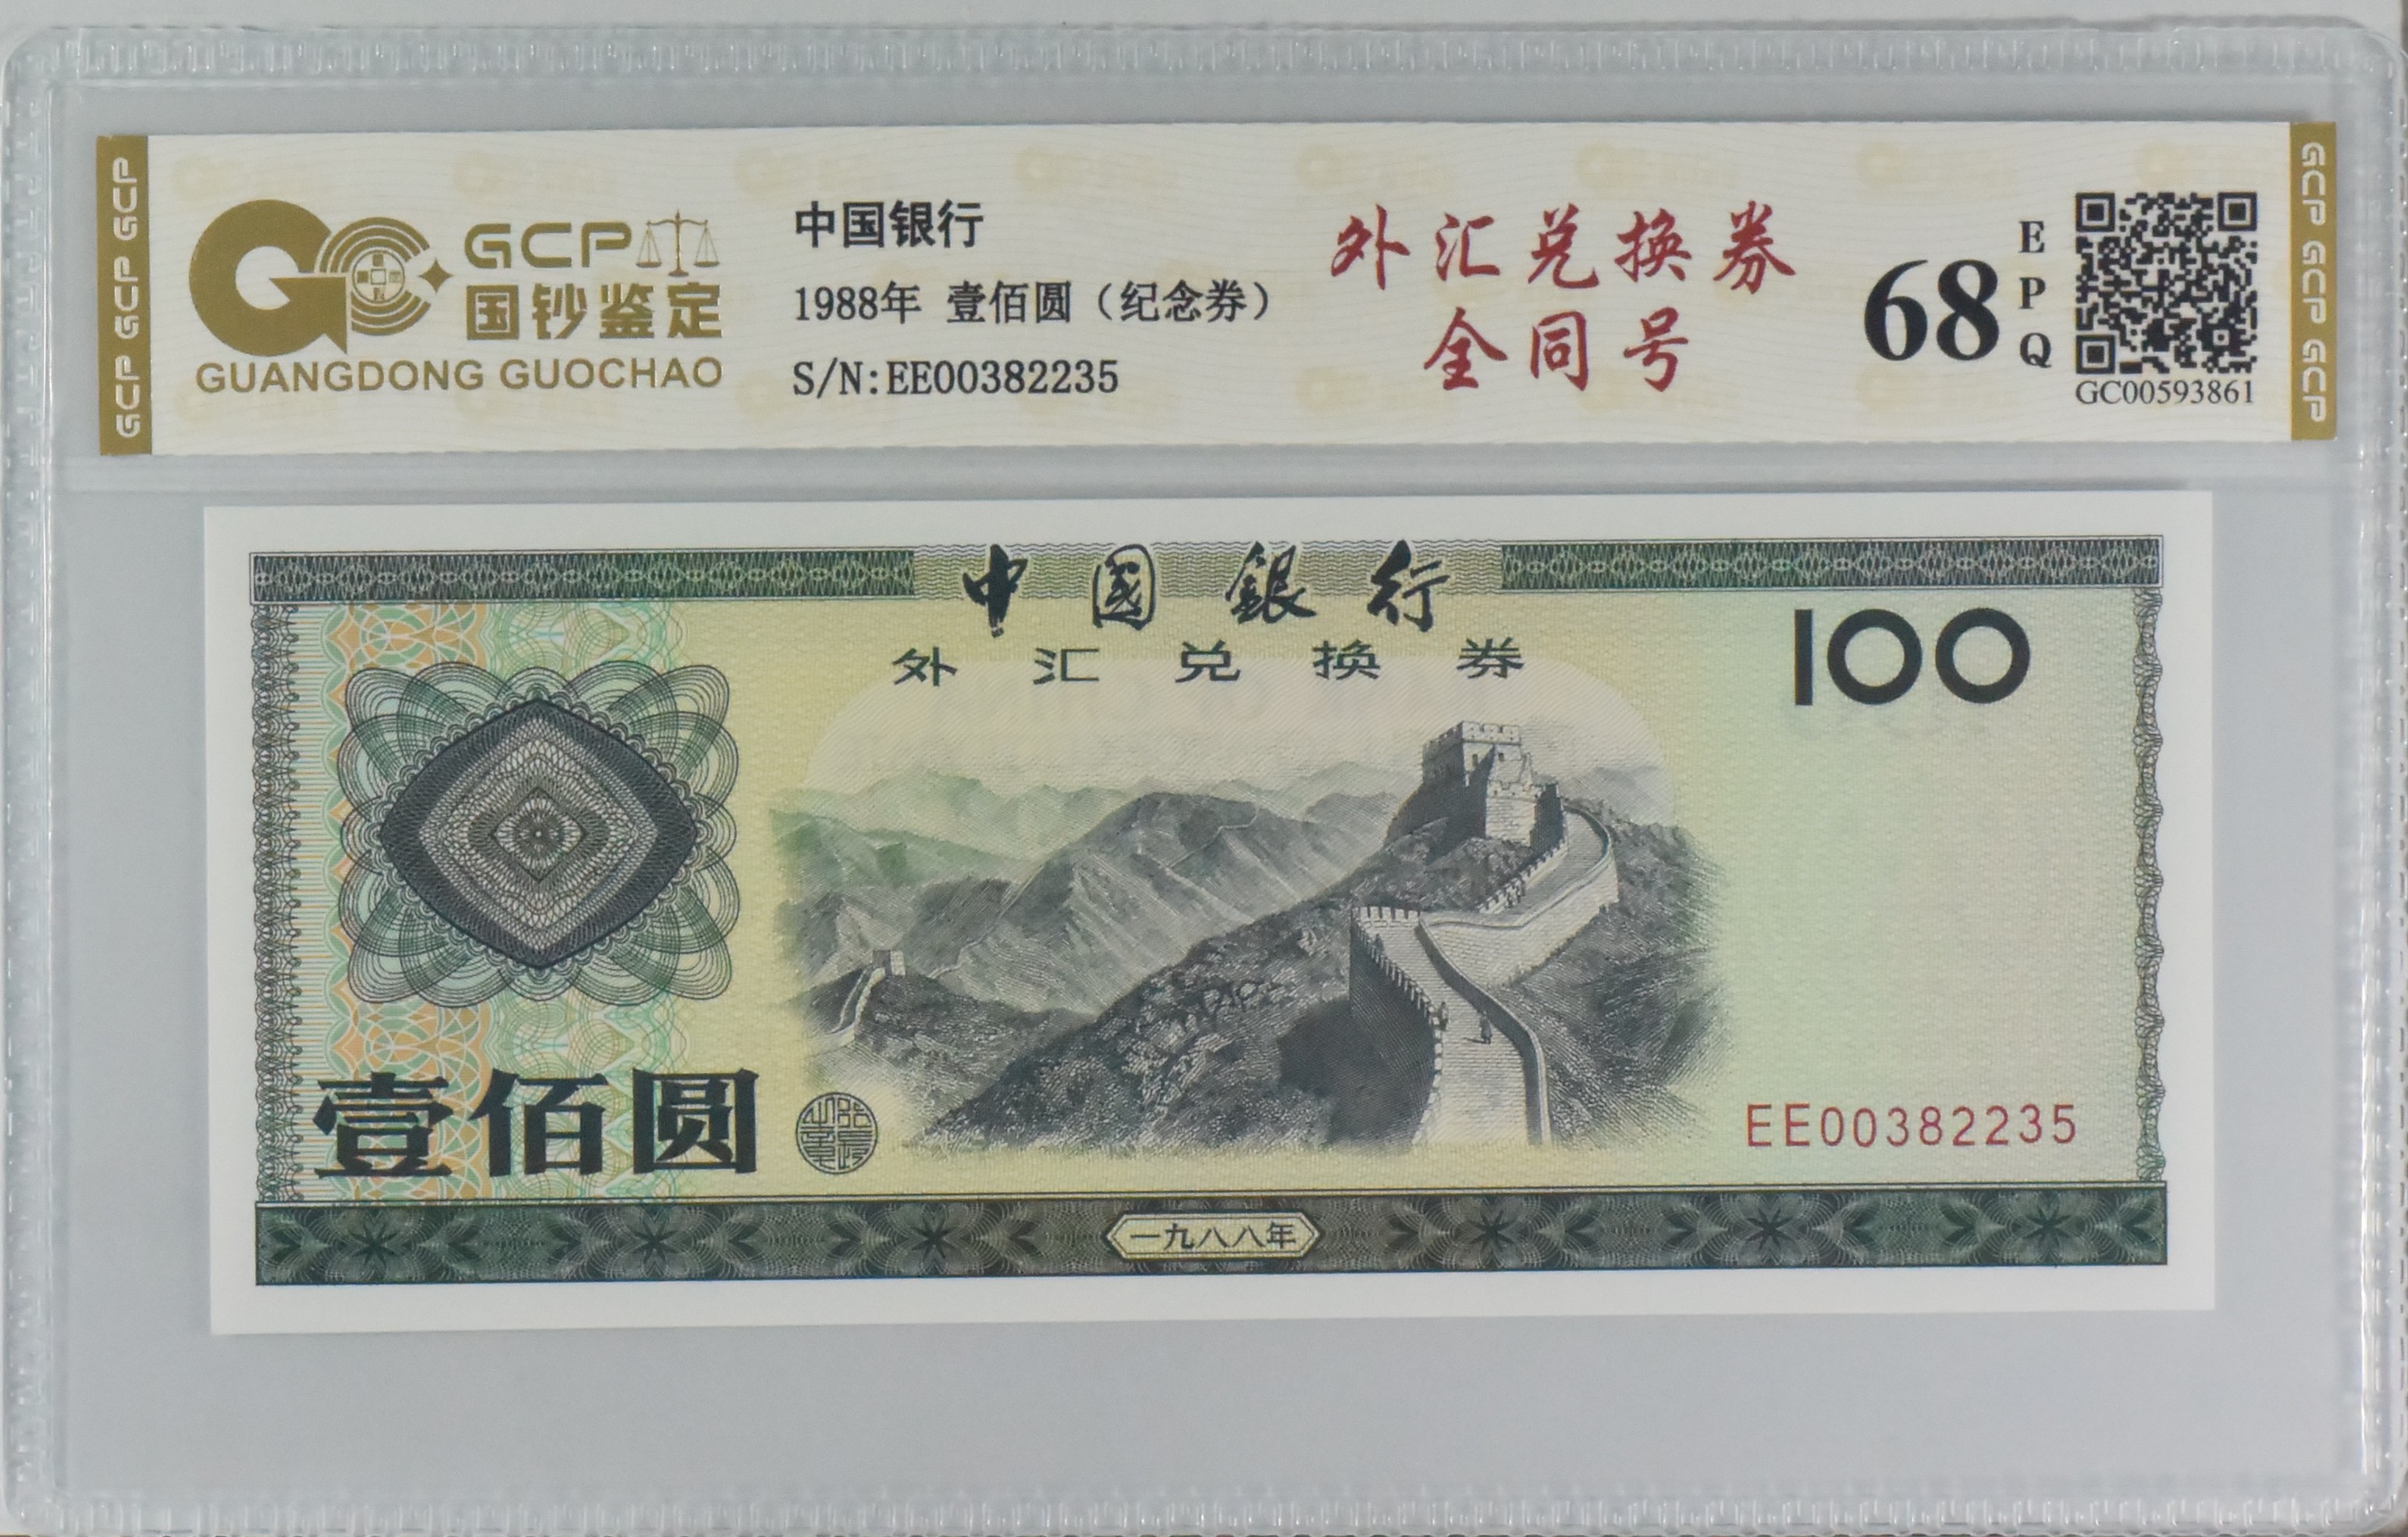 GCP GCP GCP
GCP
国钞鉴定
GUANGDONG GUOCHAO
中国银行
1988年 壹佰圆（纪念券）
S/N:EE00382235
外汇兑换券
全同号
68
E
P
Q
GC00593861
GCP GCP GCP
中國銀行
外汇兑换券
100
壹佰圆
EE00382235
一九八八年